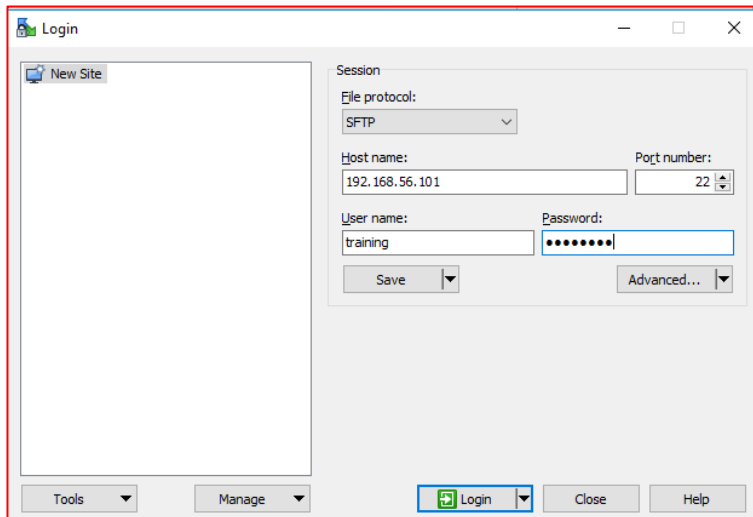 Login
New Site
Session
File protocol:
SFTP
Host name: Port number:
192.168.56.101 22
User name: Password:
training ••••••••
Save Advanced...
Tools Manage Login Close Help